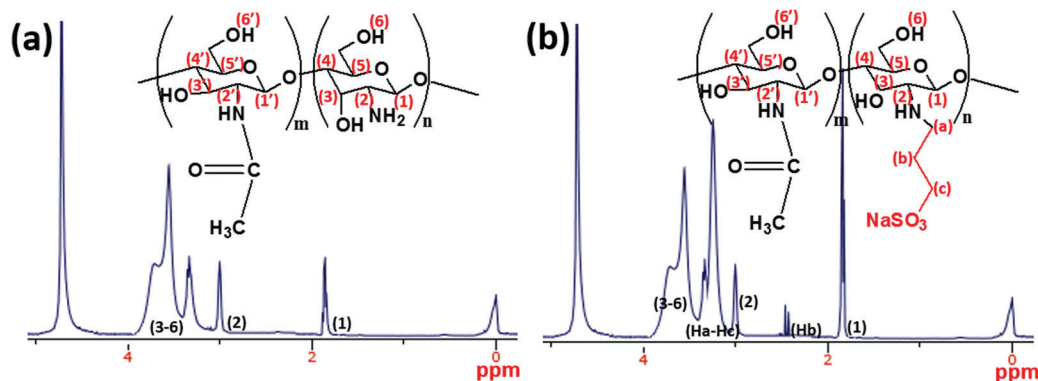 (a)
(6')
OH
(6)
OH
(4')
(5')
O
(4)
(5)
O
HO
(3')
(2')
(1')
O
(3)
(2)
(1)
O
HN
m
OH
NH2
n
O
C
H3C
(3-6)
(2)
(1)
4
2
0
ppm
(b)
(6')
OH
(6)
OH
(4')
(5')
O
(4)
(5)
O
HO
(3')
(2')
(1')
O
(3)
HO
(2)
(1)
O
HN
m
HN
n
(a)
O
C
(b)
(c)
H3C
NaSO3
(3-6)
(Ha-Hc)
(2)
(Hb)
(1)
4
2
0
ppm